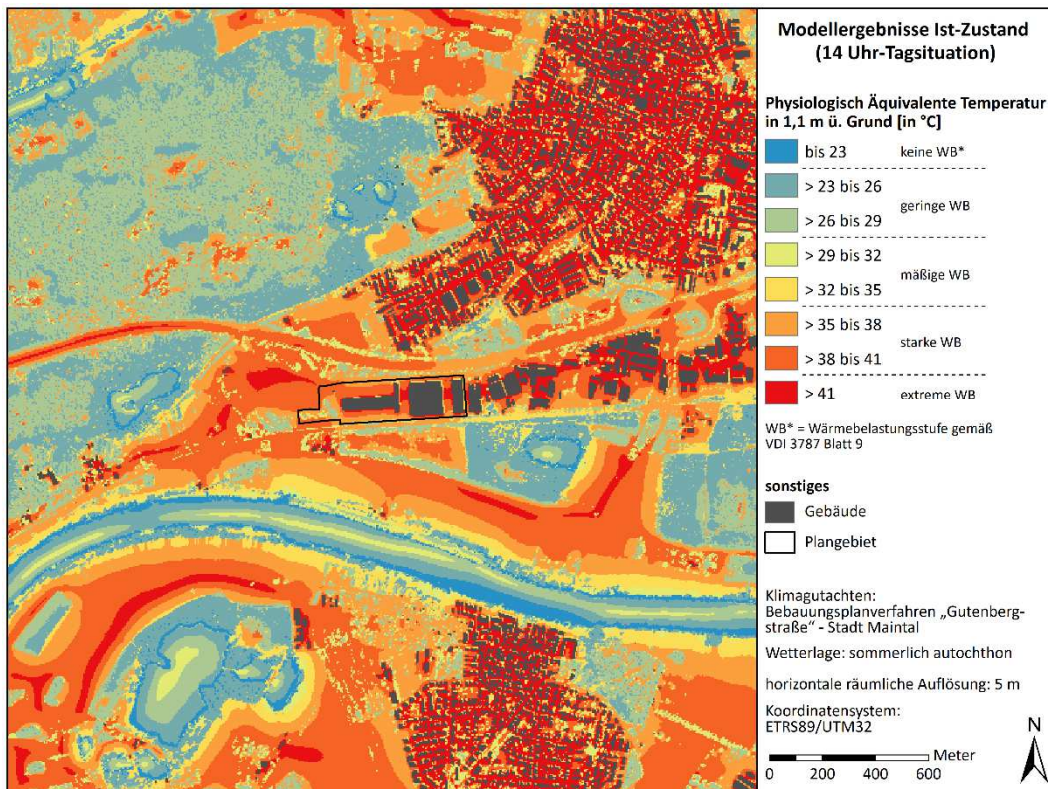 Modellergebnisse Ist-Zustand
(14 Uhr-Tagsituation)
Physiologisch Äquivalente Temperatur
in 1,1 m ü. Grund [in °C]
bis 23 keine WB*
> 23 bis 26
geringe WB
> 26 bis 29
> 29 bis 32
mäßige WB
> 32 bis 35
> 35 bis 38
starke WB
> 38 bis 41
> 41 extreme WB
WB* = Wärmebelastungsstufe gemäß
VDI 3787 Blatt 9
sonstiges
Gebäude
Plangebiet
Klimagutachten:
Bebauungsplanverfahren „Gutenberg-
straße“ - Stadt Maintal
Wetterlage: sommerlich autochthon
horizontale räumliche Auflösung: 5 m
Koordinatensystem:
ETRS89/UTM32
N
Meter
0 200 400 600